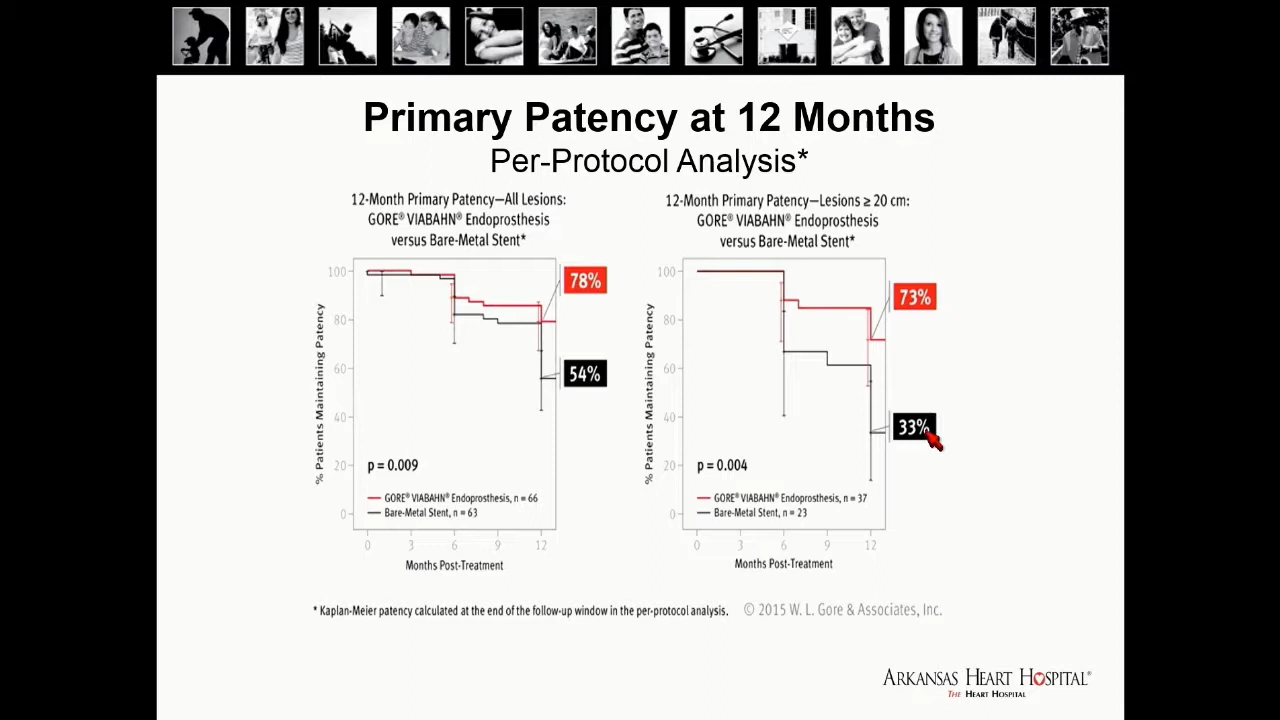 Primary Patency at 12 Months
Per-Protocol Analysis*
12-Month Primary Patency—All Lesions:
GORE® VIABAHN® Endoprosthesis
versus Bare-Metal Stent*
% Patients Maintaining Patency
100
80
60
40
20
0
78%
54%
p = 0.009
GORE® VIABAHN® Endoprosthesis, n = 66
Bare-Metal Stent, n = 63
0 3 6 9 12
Months Post-Treatment
12-Month Primary Patency—Lesions ≥ 20 cm:
GORE® VIABAHN® Endoprosthesis
versus Bare-Metal Stent*
% Patients Maintaining Patency
100
80
60
40
20
0
73%
33%
p = 0.004
GORE® VIABAHN® Endoprosthesis, n = 37
Bare-Metal Stent, n = 23
0 3 6 9 12
Months Post-Treatment
* Kaplan-Meier patency calculated at the end of the follow-up window in the per-protocol analysis. © 2015 W. L. Gore & Associates, Inc.
ARKANSAS HEART HOSPITAL®
THE HEART HOSPITAL